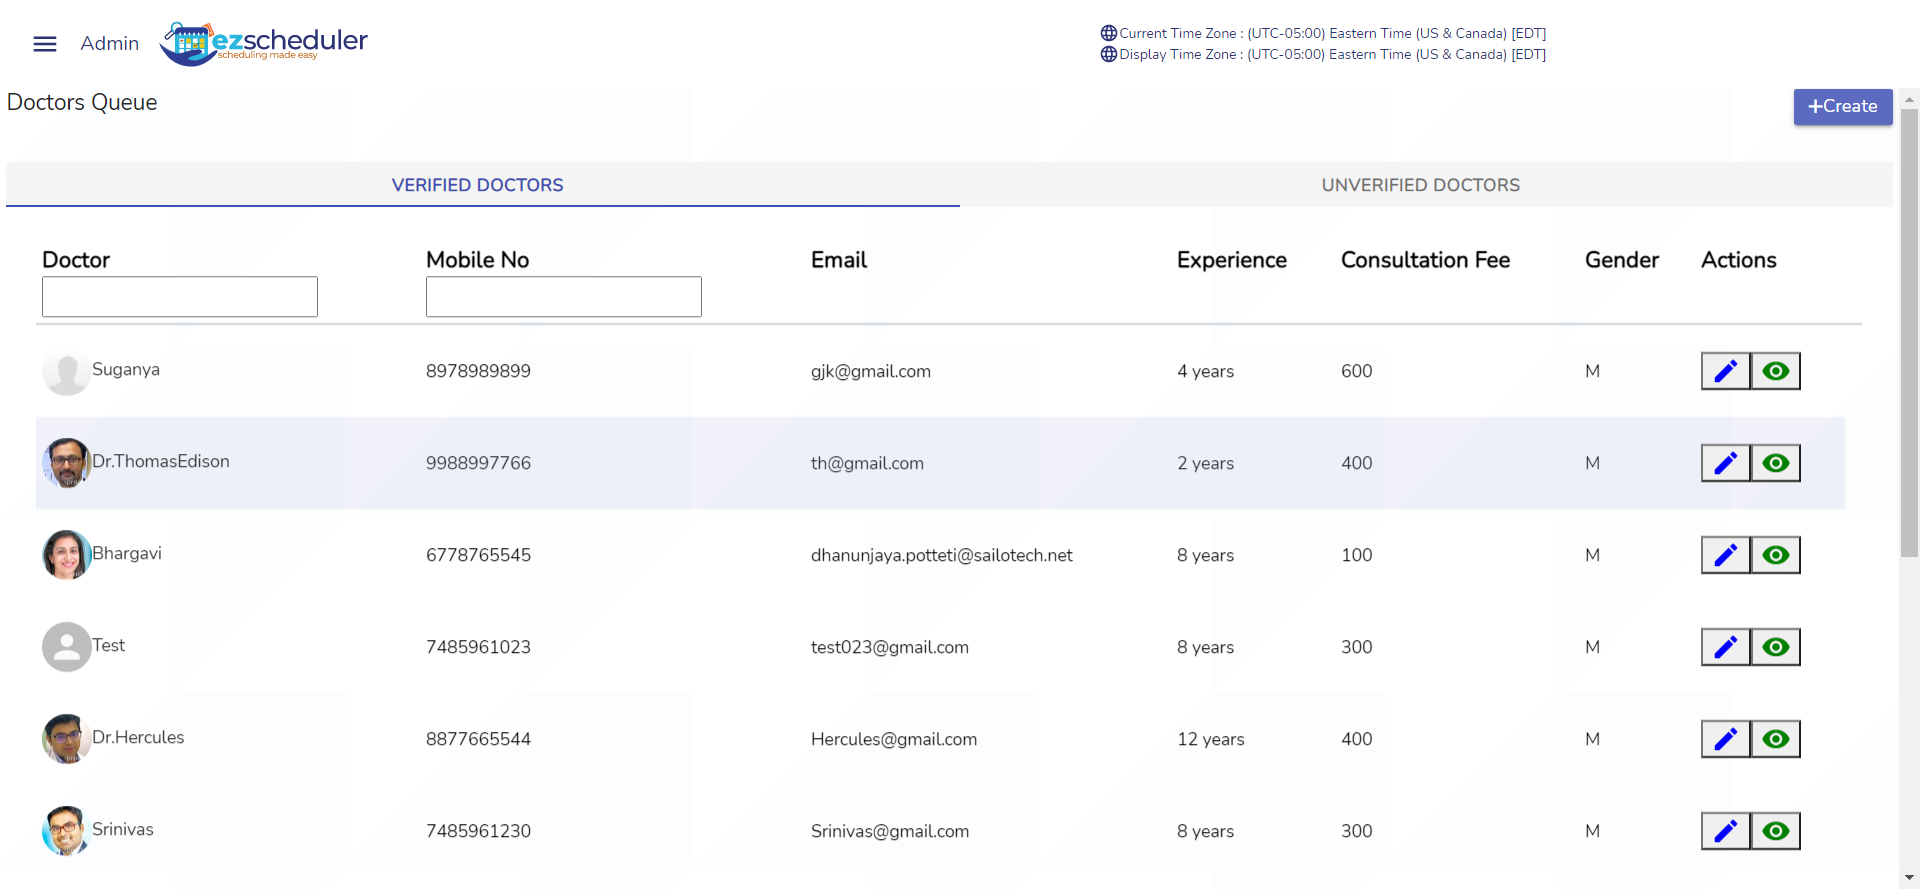 Admin
ezscheduler
scheduling made easy
Current Time Zone : (UTC-05:00) Eastern Time (US & Canada) [EDT]
Display Time Zone : (UTC-05:00) Eastern Time (US & Canada) [EDT]
Doctors Queue
+Create
VERIFIED DOCTORS UNVERIFIED DOCTORS
Doctor Mobile No Email Experience Consultation Fee Gender Actions
Suganya 8978989899 gjk@gmail.com 4 years 600 M
Dr.ThomasEdison 9988997766 th@gmail.com 2 years 400 M
Bhargavi 6778765545 dhanunjaya.potteti@sailotech.net 8 years 100 M
Test 7485961023 test023@gmail.com 8 years 300 M
Dr.Hercules 8877665544 Hercules@gmail.com 12 years 400 M
Srinivas 7485961230 Srinivas@gmail.com 8 years 300 M